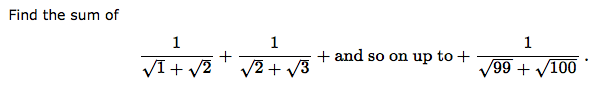 Find the sum of
1/(√1 + √2) + 1/(√2 + √3) + and so on up to + 1/(√99 + √100) .